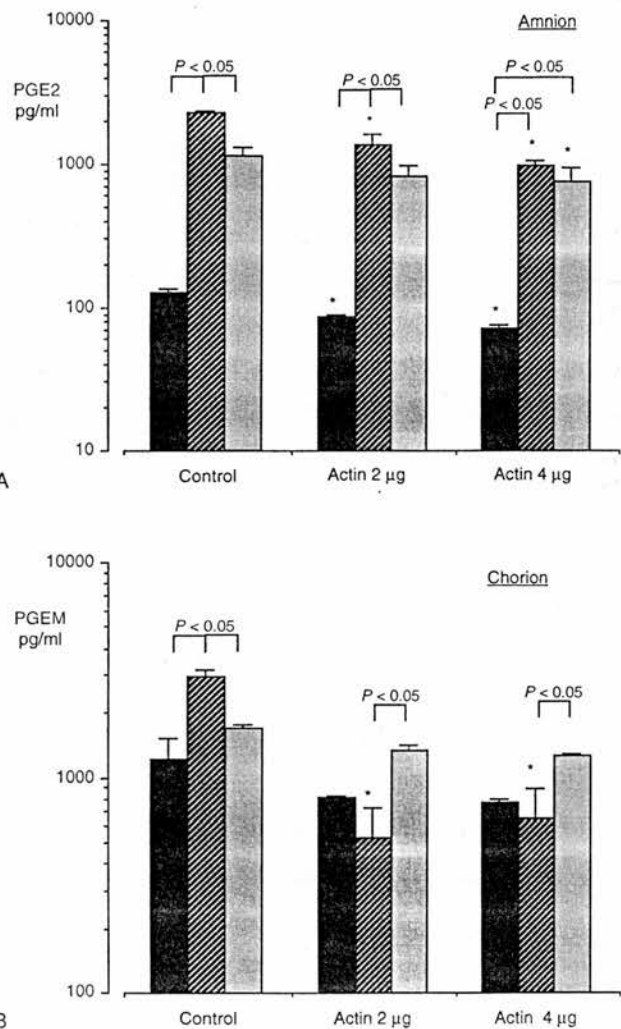 10000
Amnion
PGE2
pg/ml
P < 0.05
P < 0.05
P < 0.05
P < 0.05
*
*
*
1000
*
*
100
10
A
Control
Actin 2 µg
Actin 4 µg
10000
Chorion
PGEM
pg/ml
P < 0.05
P < 0.05
P < 0.05
*
*
1000
100
B
Control
Actin 2 µg
Actin 4 µg